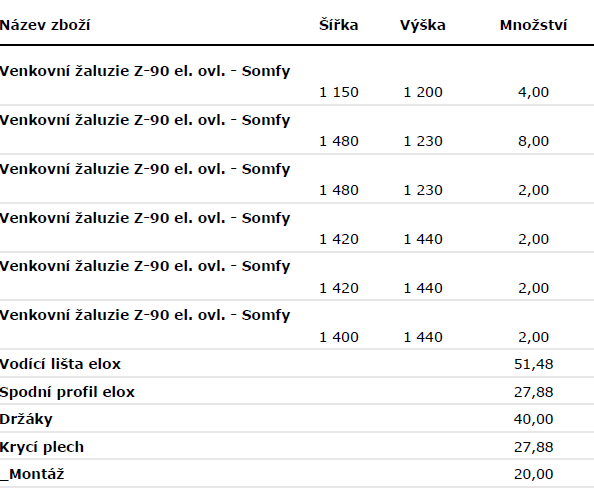 Název zboží Šířka Výška Množství
Venkovní žaluzie Z-90 el. ovl. - Somfy
1 150 1 200 4,00
Venkovní žaluzie Z-90 el. ovl. - Somfy
1 480 1 230 8,00
Venkovní žaluzie Z-90 el. ovl. - Somfy
1 480 1 230 2,00
Venkovní žaluzie Z-90 el. ovl. - Somfy
1 420 1 440 2,00
Venkovní žaluzie Z-90 el. ovl. - Somfy
1 420 1 440 2,00
Venkovní žaluzie Z-90 el. ovl. - Somfy
1 400 1 440 2,00
Vodící lišta elox 51,48
Spodní profil elox 27,88
Držáky 40,00
Krycí plech 27,88
_Montáž 20,00